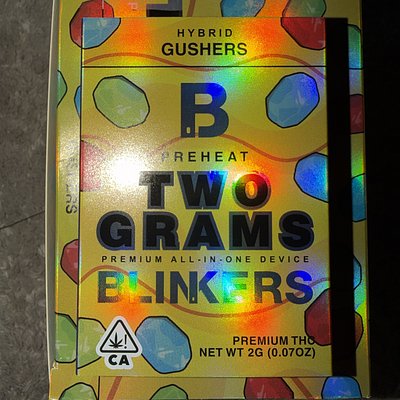 HYBRID
GUSHERS
B
PREHEAT
TWO
GRAMS
PREMIUM ALL-IN-ONE DEVICE
BLINKERS
PREMIUM THC
NET WT 2G (0.07OZ)
CA